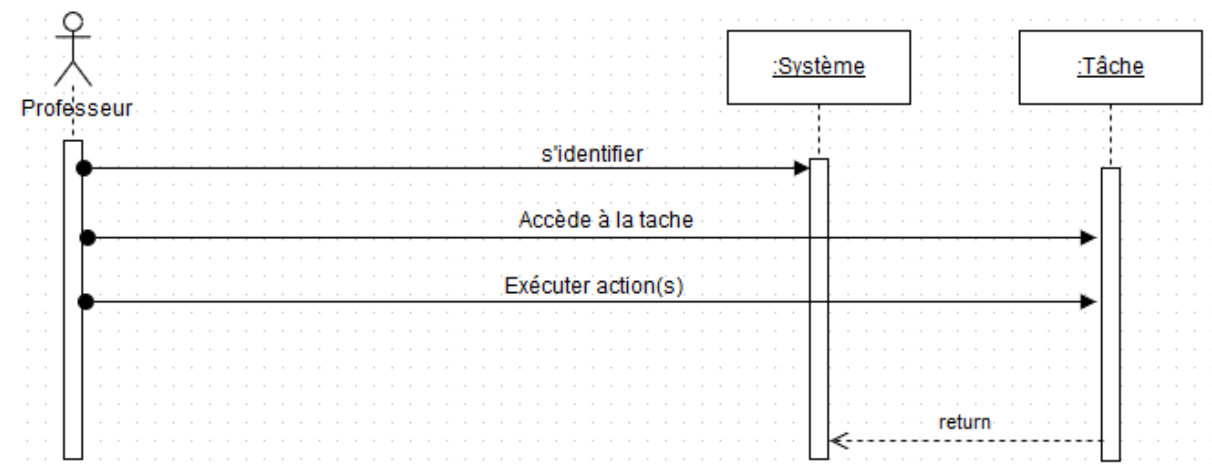 Professeur
:Système
:Tâche
s'identifier
Accède à la tache
Exécuter action(s)
return